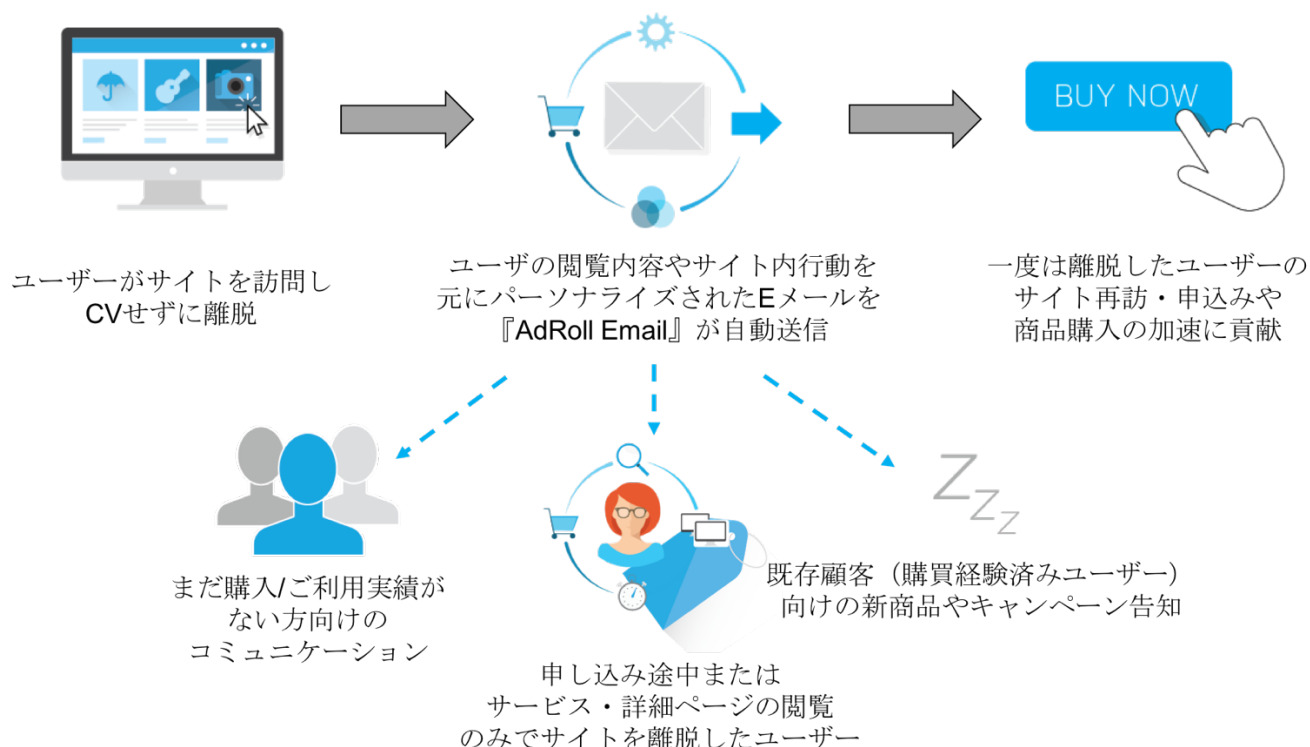 BUY NOW
ユーザーがサイトを訪問し
CVせずに離脱
ユーザの閲覧内容やサイト内行動を
元にパーソナライズされたEメールを
『AdRoll Email』が自動送信
一度は離脱したユーザーの
サイト再訪・申込みや
商品購入の加速に貢献
Zzz
まだ購入/ご利用実績が
ない方向けの
コミュニケーション
申し込み途中または
サービス・詳細ページの閲覧
のみでサイトを離脱したユーザー
既存顧客（購買経験済みユーザー）
向けの新商品やキャンペーン告知